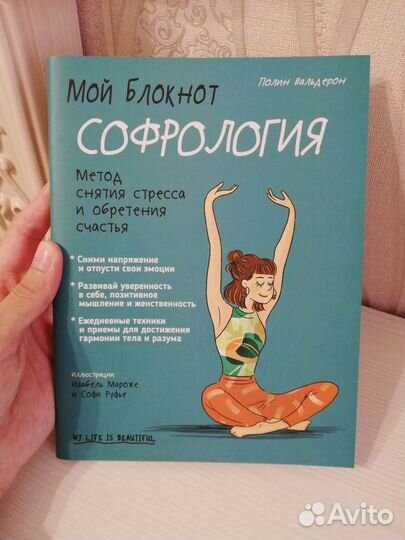 Полин Вальдерон
Мой блокнот
СОФРОЛОГИЯ
Метод
снятия стресса
и обретения
счастья
* Сними напряжение
и отпусти свои эмоции
* Развивай уверенность
в себе, позитивное
мышление и женственность
* Ежедневные техники
и приемы для достижения
гармонии тела и разума
Иллюстрации
Изабель Мароже
и Софи Руфье
MY LIFE IS BEAUTIFUL
Avito